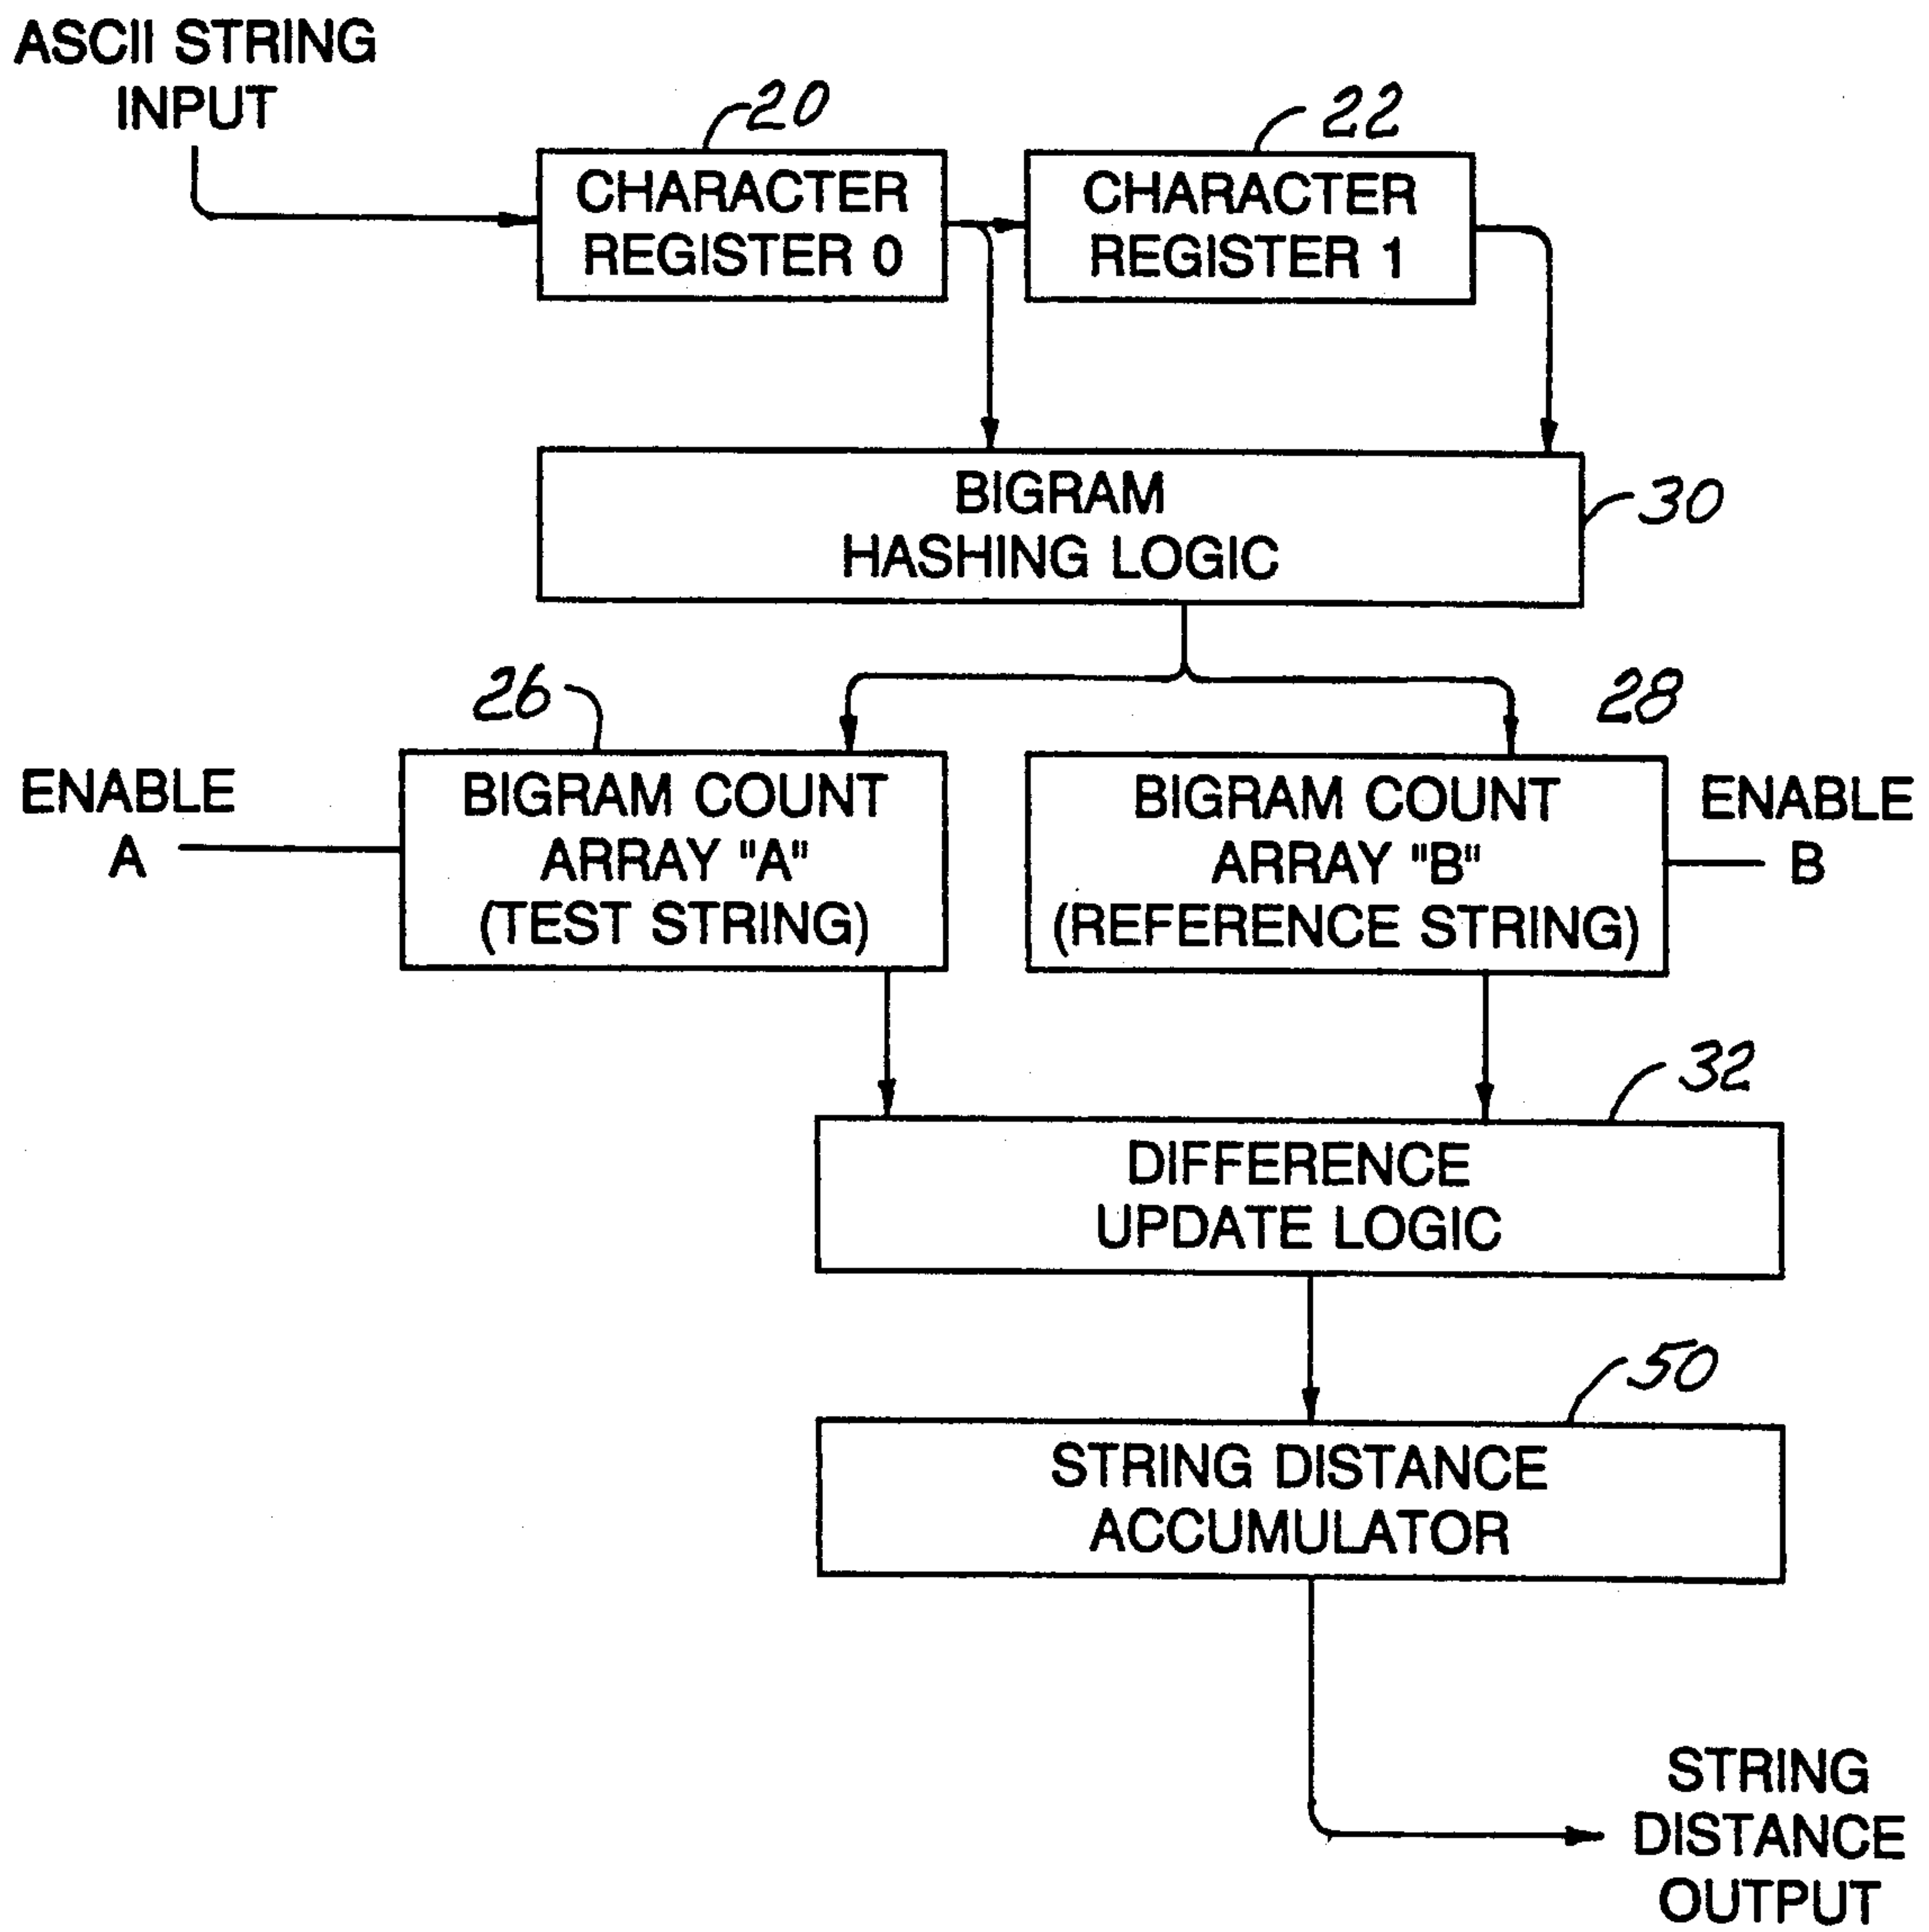 ASCII STRING
INPUT
20
22
CHARACTER
REGISTER 0
CHARACTER
REGISTER 1
BIGRAM
HASHING LOGIC
30
26
28
ENABLE
A
BIGRAM COUNT
ARRAY "A"
(TEST STRING)
BIGRAM COUNT
ARRAY "B"
(REFERENCE STRING)
ENABLE
B
32
DIFFERENCE
UPDATE LOGIC
50
STRING DISTANCE
ACCUMULATOR
STRING
DISTANCE
OUTPUT